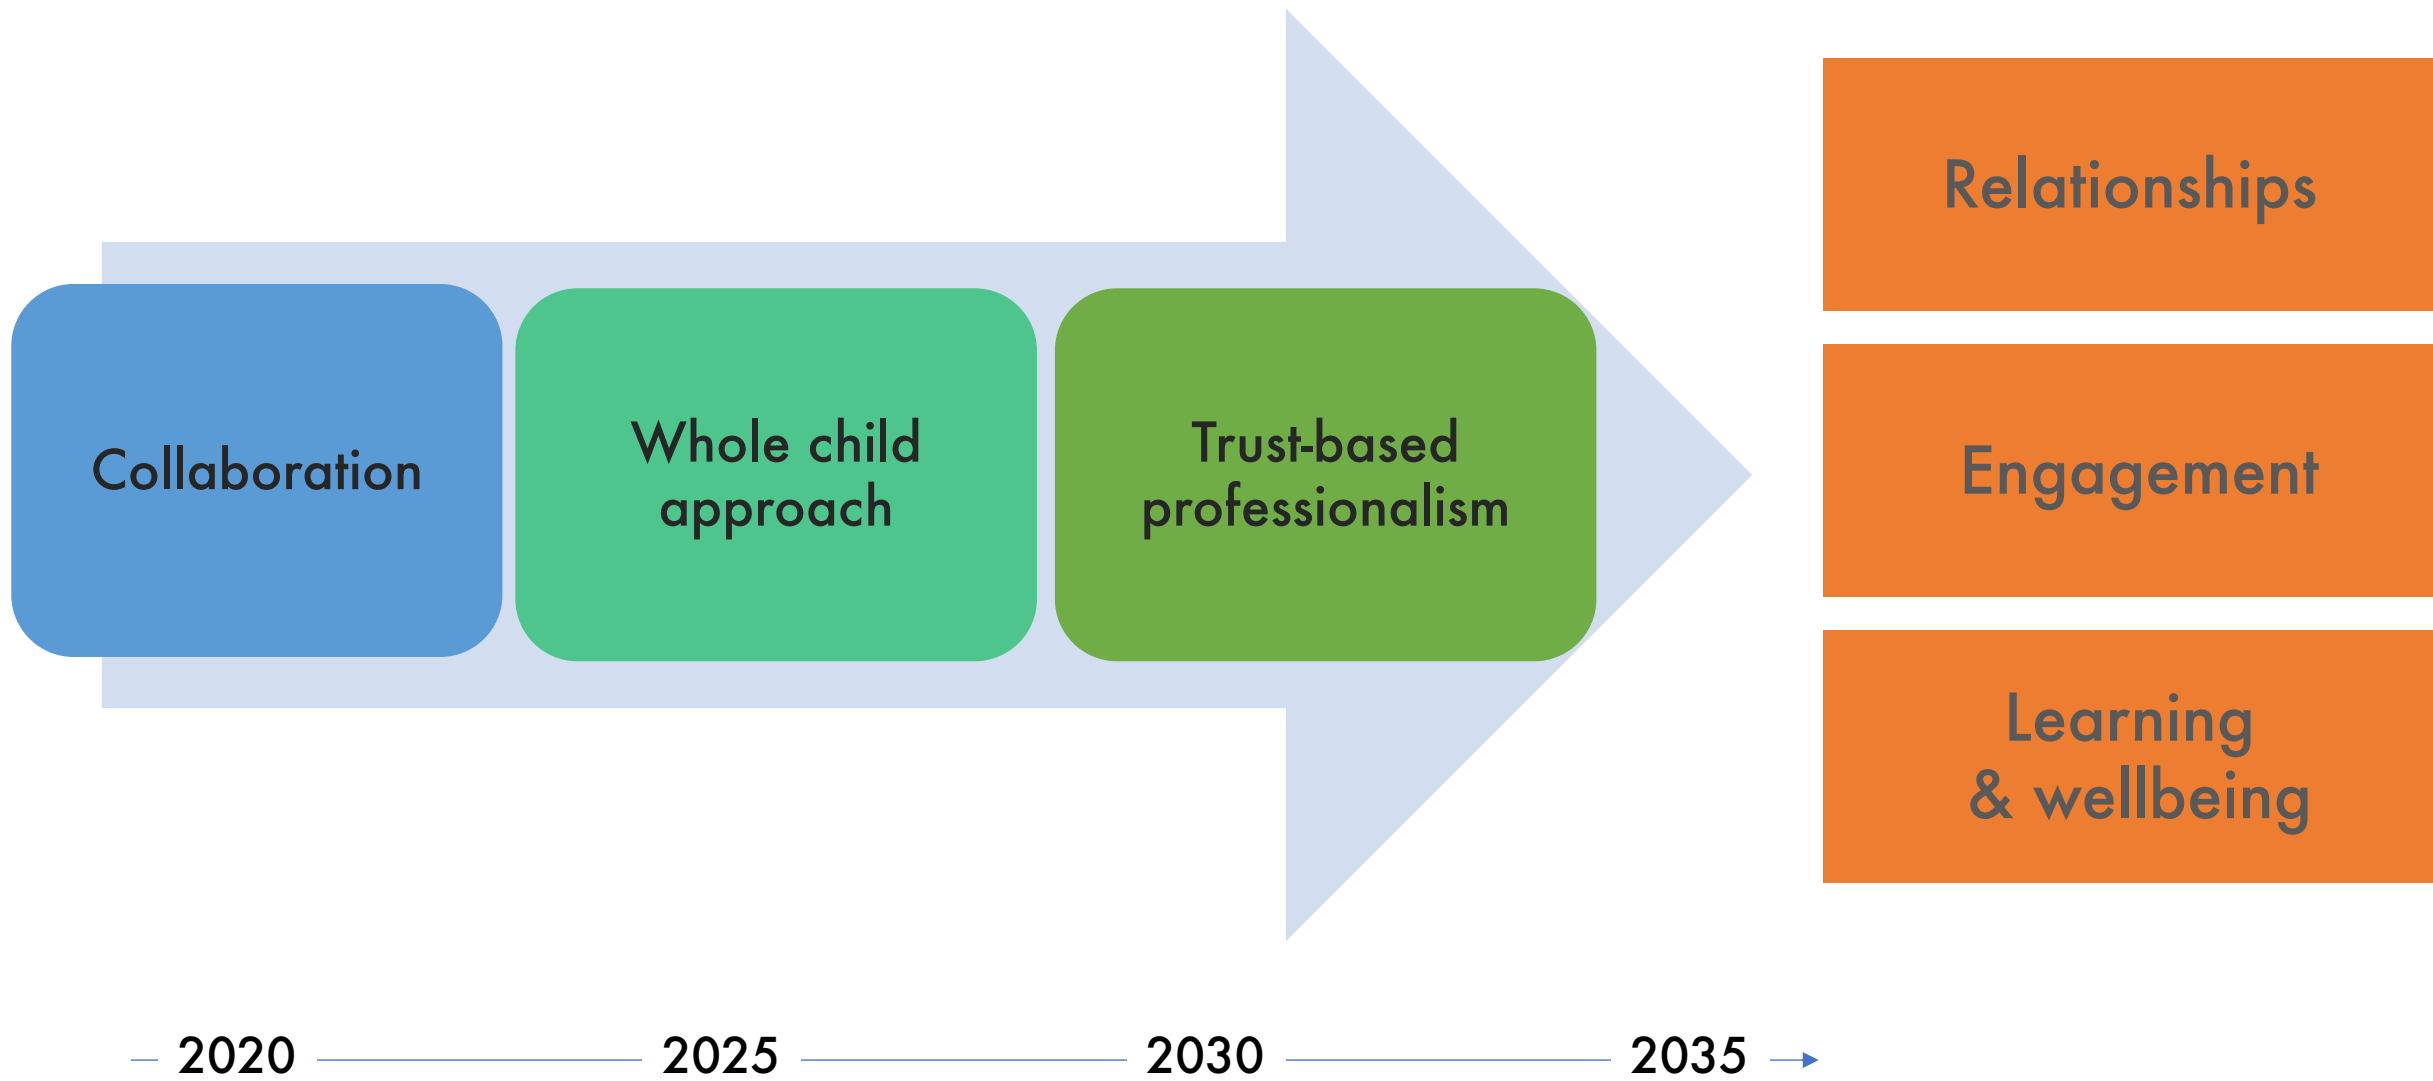 Collaboration
Whole child
approach
Trust-based
professionalism
Relationships
Engagement
Learning
& wellbeing
2020
2025
2030
2035